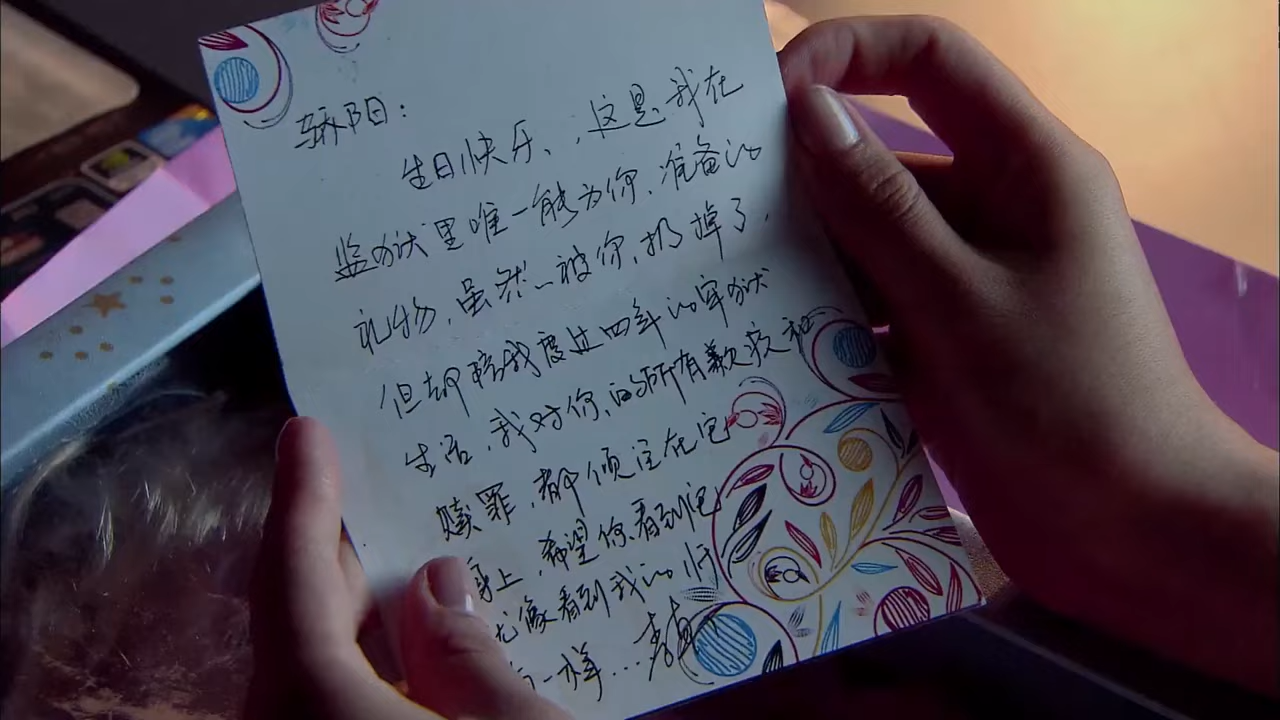 骄阳：
生日快乐、，这是我在
监狱里唯一能为你准备的
礼物，虽然一被你扔掉了，
但却陪我度过四年的牢狱
生活，我对你的所有歉疚和
赎罪，都倾注在它
身上，希望你看到它
就像看到我的忏
一样...